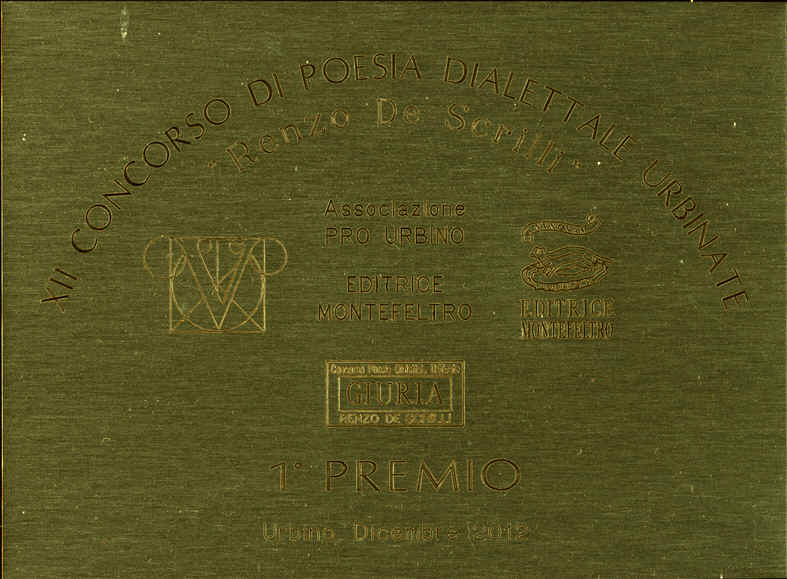 XII CONCORSO DI POESIA DIALETTALE URBINATE
"Renzo De Scrilli"
Associazione
PRO URBINO
EDITRICE
MONTEFELTRO
EDITRICE
MONTEFELTRO
GIURIA
RENZO DE SCRILLI
1° PREMIO
Urbino, Dicembre 2012